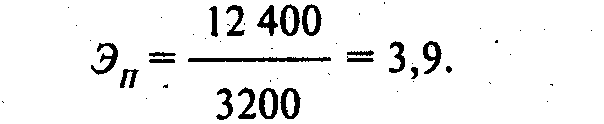 Эп = 12 400 / 3200 = 3,9.